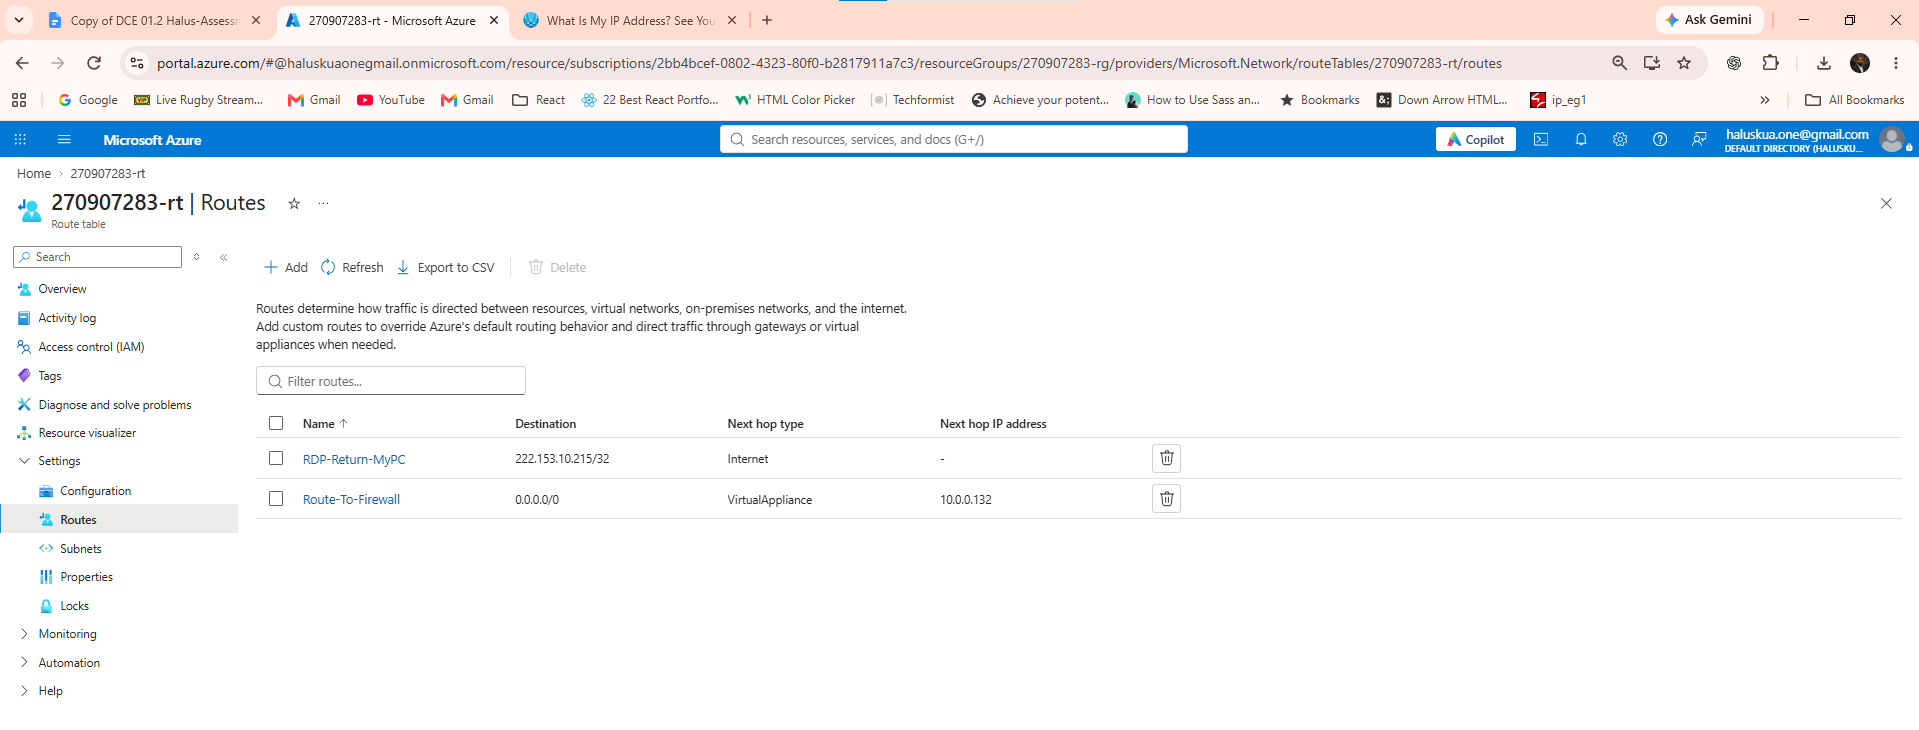 Copy of DCE 01.2 Halus-Assessm
270907283-rt - Microsoft Azure
What Is My IP Address? See You
Ask Gemini
portal.azure.com/#@haluskuaonegmail.onmicrosoft.com/resource/subscriptions/2bb4bcef-0802-4323-80f0-b2817911a7c3/resourceGroups/270907283-rg/providers/Microsoft.Network/routeTables/270907283-rt/routes
Google
Live Rugby Stream...
Gmail
YouTube
Gmail
React
22 Best React Portfo...
HTML Color Picker
Techformist
Achieve your potent...
How to Use Sass an...
Bookmarks
Down Arrow HTML...
ip_eg1
All Bookmarks
Microsoft Azure
Search resources, services, and docs (G+/)
Copilot
haluskua.one@gmail.com
DEFAULT DIRECTORY (HALUSKU...
Home > 270907283-rt
270907283-rt | Routes
Route table
Search
Overview
Activity log
Access control (IAM)
Tags
Diagnose and solve problems
Resource visualizer
Settings
Configuration
Routes
Subnets
Properties
Locks
Monitoring
Automation
Help
Add
Refresh
Export to CSV
Delete
Routes determine how traffic is directed between resources, virtual networks, on-premises networks, and the internet.
Add custom routes to override Azure's default routing behavior and direct traffic through gateways or virtual
appliances when needed.
Filter routes...
Name ↑ Destination Next hop type Next hop IP address
RDP-Return-MyPC 222.153.10.215/32 Internet -
Route-To-Firewall 0.0.0.0/0 VirtualAppliance 10.0.0.132